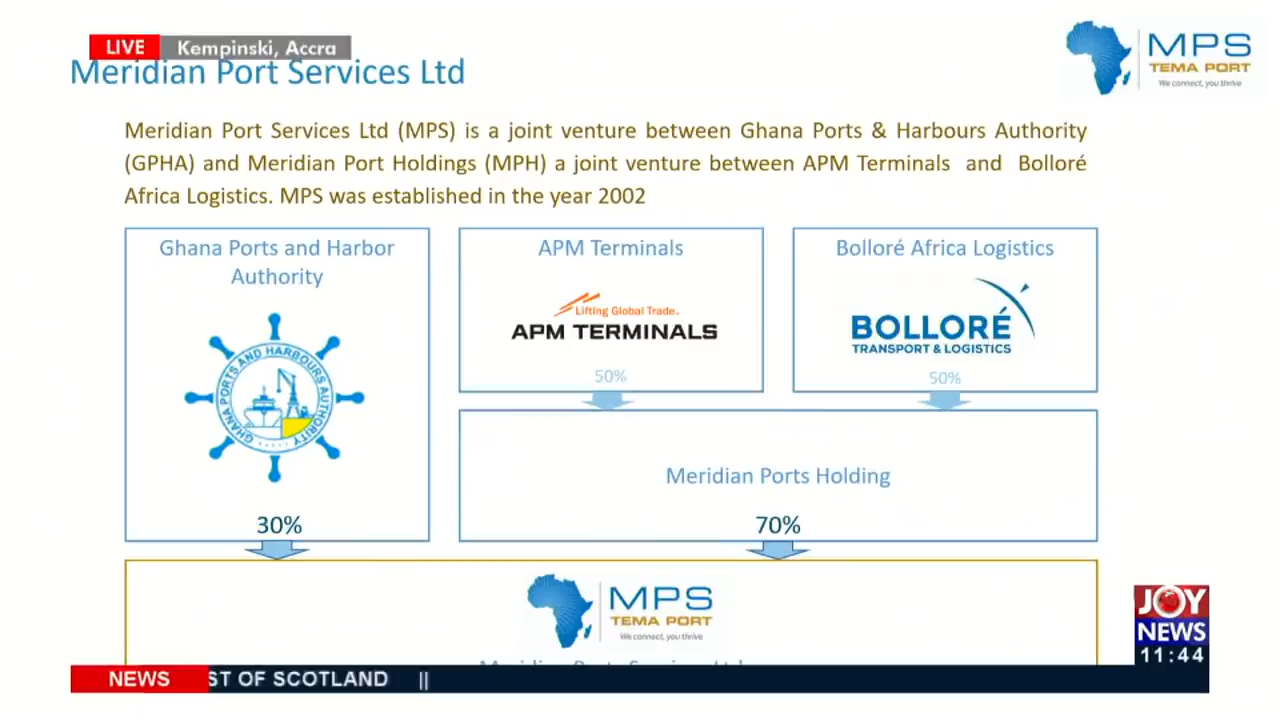 LIVE Kempinski, Accra
Meridian Port Services Ltd
MPS
TEMA PORT
We connect, you thrive
Meridian Port Services Ltd (MPS) is a joint venture between Ghana Ports & Harbours Authority
(GPHA) and Meridian Port Holdings (MPH) a joint venture between APM Terminals and Bolloré
Africa Logistics. MPS was established in the year 2002
Ghana Ports and Harbor
Authority
GHANA PORTS AND HARBOURS AUTHORITY
30%
APM Terminals
Lifting Global Trade.
APM TERMINALS
50%
Bolloré Africa Logistics
BOLLORÉ
TRANSPORT & LOGISTICS
50%
Meridian Ports Holding
70%
MPS
TEMA PORT
We connect, you thrive
JOY
NEWS
11:44
NEWS ST OF SCOTLAND ||